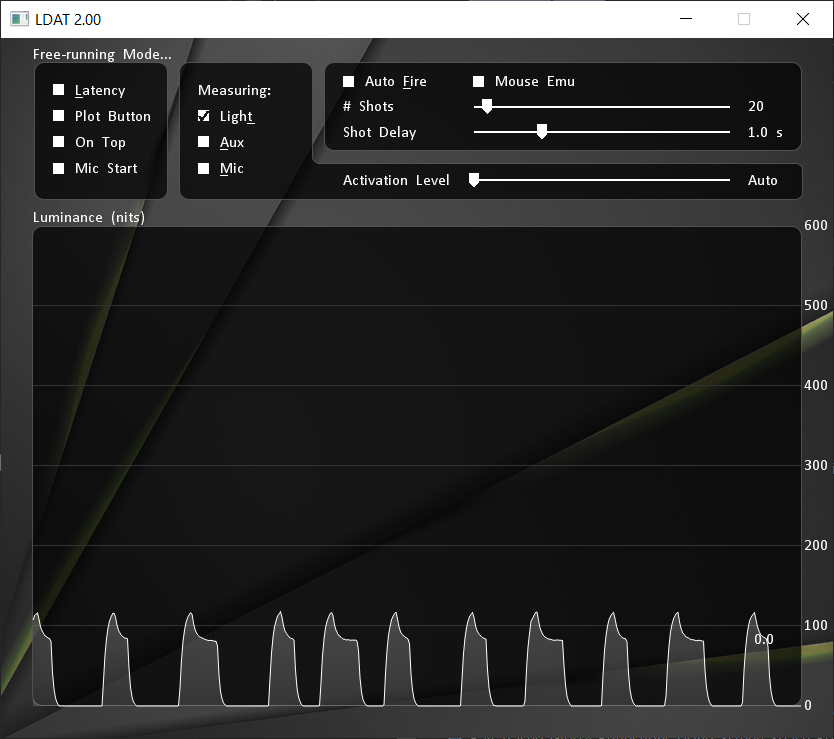 LDAT 2.00
Free-running Mode...
Latency
Plot Button
On Top
Mic Start
Measuring:
Light
Aux
Mic
Auto Fire Mouse Emu
# Shots 20
Shot Delay 1.0 s
Activation Level Auto
Luminance (nits)
600
500
400
300
200
100
0.0
0